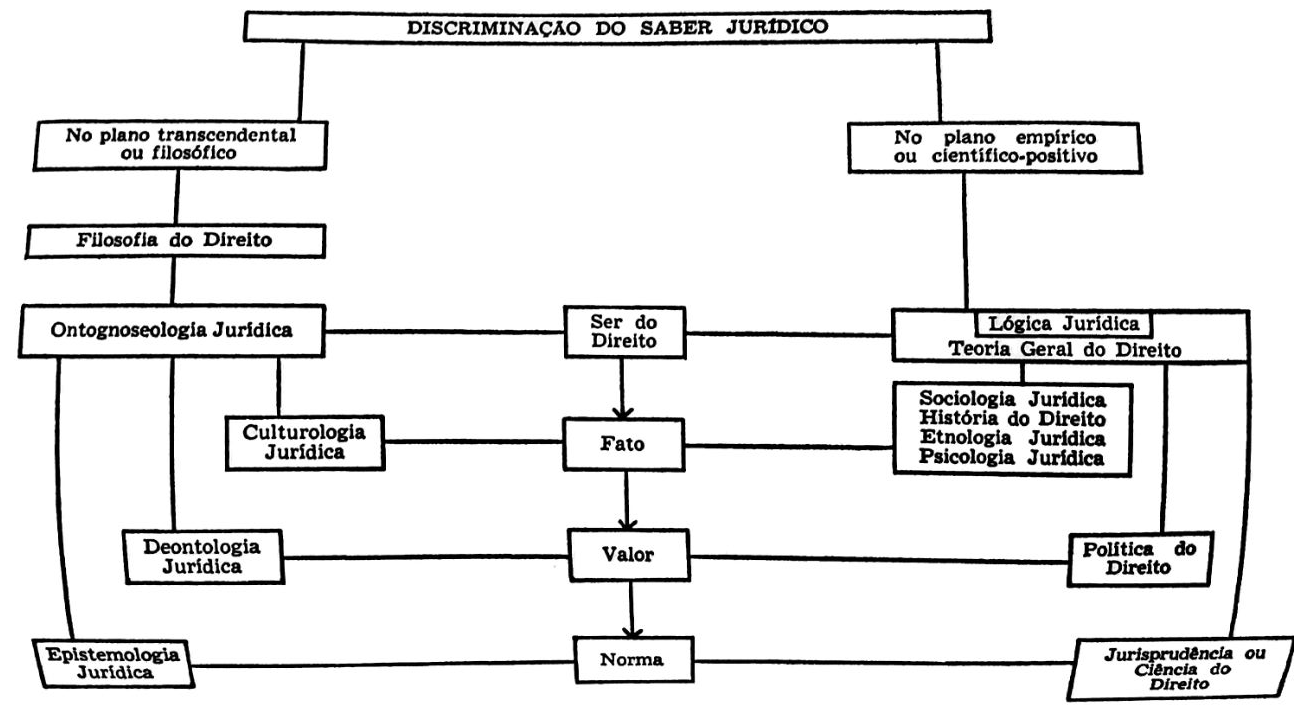 DISCRIMINAÇÃO DO SABER JURÍDICO
No plano transcendental
ou filosófico
No plano empírico
ou científico-positivo
Filosofia do Direito
Ontognoseologia Jurídica
Ser do
Direito
Lógica Jurídica
Teoria Geral do Direito
Culturologia
Jurídica
Fato
Sociologia Jurídica
História do Direito
Etnologia Jurídica
Psicologia Jurídica
Deontologia
Jurídica
Valor
Política do
Direito
Epistemologia
Jurídica
Norma
Jurisprudência ou
Ciência do
Direito